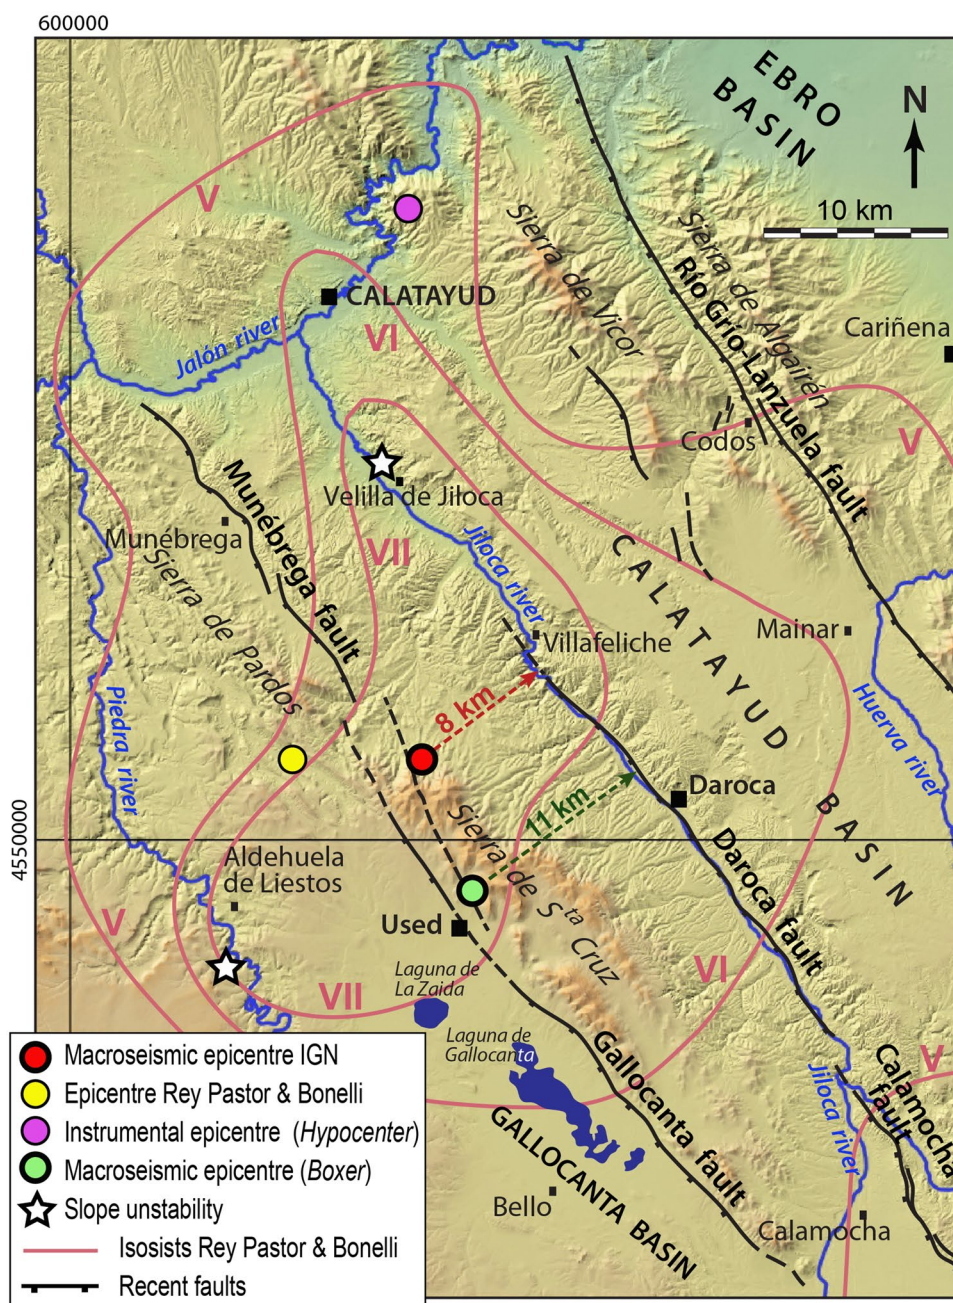 600000
EBRO
BASIN
N
10 km
V
Sierra de Vicor
Sierra de Algairén
Río Grío-Lanzuela fault
CALATAYUD
VI
Jalón river
Cariñena
V
Codos
Velilla de Jiloca
Munébrega
Munébrega fault
VII
Jiloca river
Sierra de Pardos
CALATAYUD
BASIN
Villafeliche
Mainar
Piedra river
Huerva river
8 km
11 km
Daroca
4550000
Aldehuela
de Liestos
Sierra de Sta Cruz
Daroca fault
V
Used
VI
VII
Laguna de
La Zaida
Laguna de
Gallocanta
Gallocanta fault
GALLOCANTA BASIN
Jiloca river
Calamocha
fault
V
Bello
Calamocha
Macroseismic epicentre IGN
Epicentre Rey Pastor & Bonelli
Instrumental epicentre (Hypocenter)
Macroseismic epicentre (Boxer)
Slope unstability
Isosists Rey Pastor & Bonelli
Recent faults